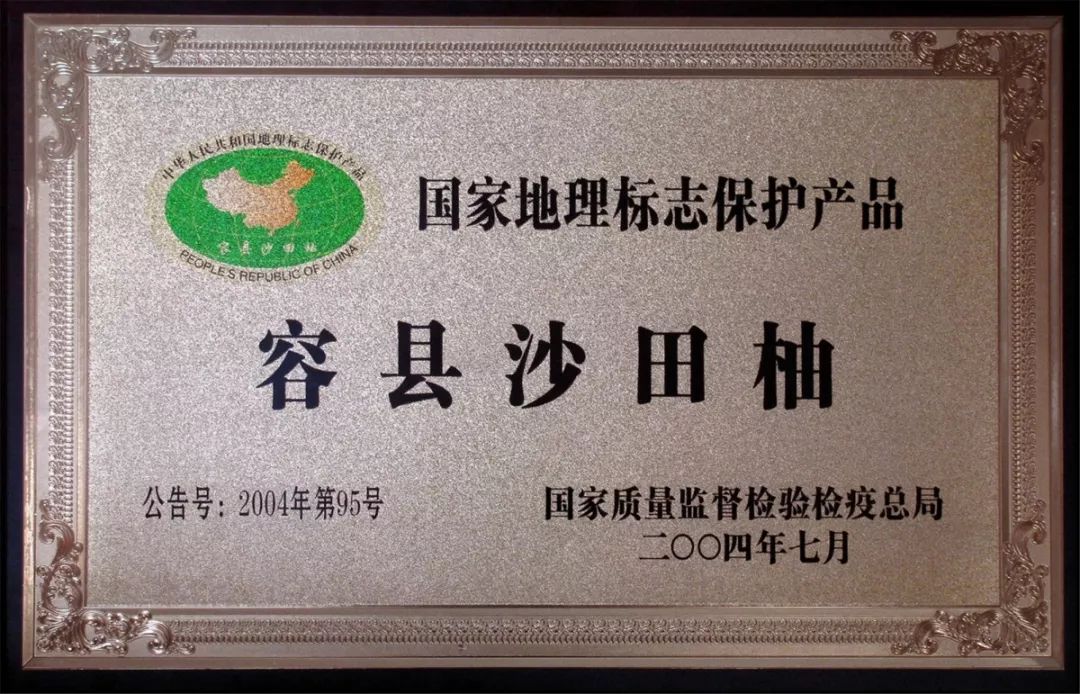 中华人民共和国地理标志保护产品
容县沙田柚
PEOPLE'S REPUBLIC OF CHINA
国家地理标志保护产品
容县沙田柚
公告号：2004年第95号
国家质量监督检验检疫总局
二〇〇四年七月